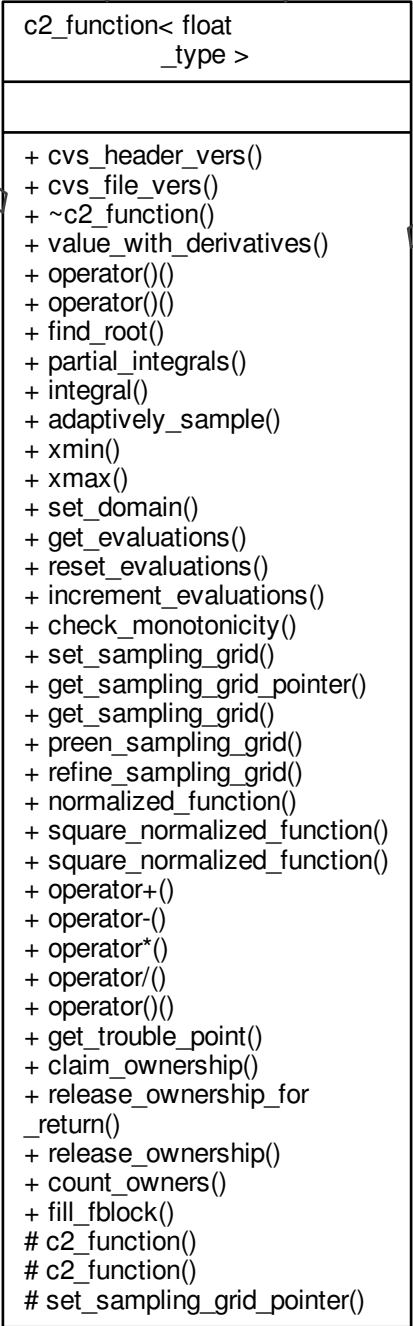 c2_function< float
_type >
+ cvs_header_vers()
+ cvs_file_vers()
+ ~c2_function()
+ value_with_derivatives()
+ operator()()
+ operator()()
+ find_root()
+ partial_integrals()
+ integral()
+ adaptively_sample()
+ xmin()
+ xmax()
+ set_domain()
+ get_evaluations()
+ reset_evaluations()
+ increment_evaluations()
+ check_monotonicity()
+ set_sampling_grid()
+ get_sampling_grid_pointer()
+ get_sampling_grid()
+ preen_sampling_grid()
+ refine_sampling_grid()
+ normalized_function()
+ square_normalized_function()
+ square_normalized_function()
+ operator+()
+ operator-()
+ operator*()
+ operator/()
+ operator()()
+ get_trouble_point()
+ claim_ownership()
+ release_ownership_for
_return()
+ release_ownership()
+ count_owners()
+ fill_fblock()
# c2_function()
# c2_function()
# set_sampling_grid_pointer()